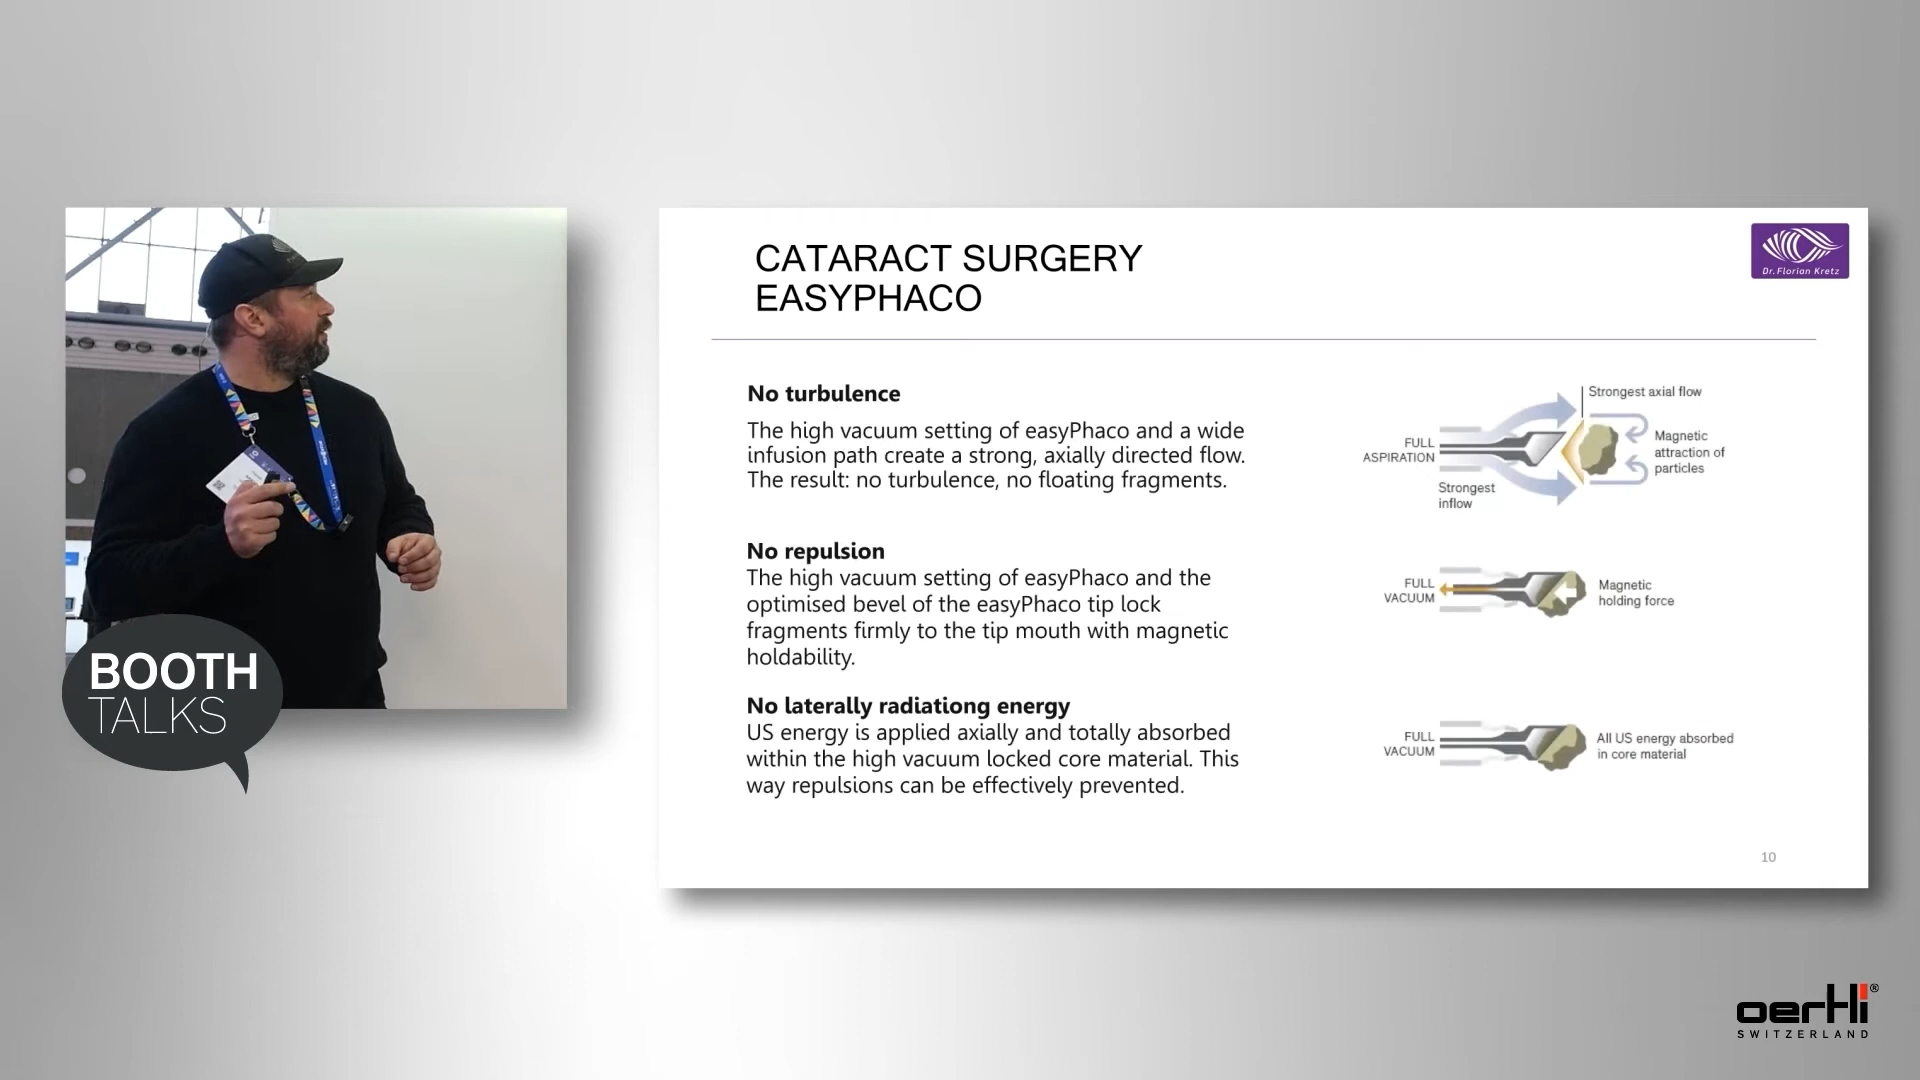 BOOTH
TALKS
CATARACT SURGERY
EASYPHACO
Dr. Florian Kretz
No turbulence
The high vacuum setting of easyPhaco and a wide
infusion path create a strong, axially directed flow.
The result: no turbulence, no floating fragments.
Strongest axial flow
FULL
ASPIRATION
Magnetic
attraction of
particles
Strongest
inflow
No repulsion
The high vacuum setting of easyPhaco and the
optimised bevel of the easyPhaco tip lock
fragments firmly to the tip mouth with magnetic
holdability.
FULL
VACUUM
Magnetic
holding force
No laterally radiationg energy
US energy is applied axially and totally absorbed
within the high vacuum locked core material. This
way repulsions can be effectively prevented.
FULL
VACUUM
All US energy absorbed
in core material
10
oertli®
SWITZERLAND